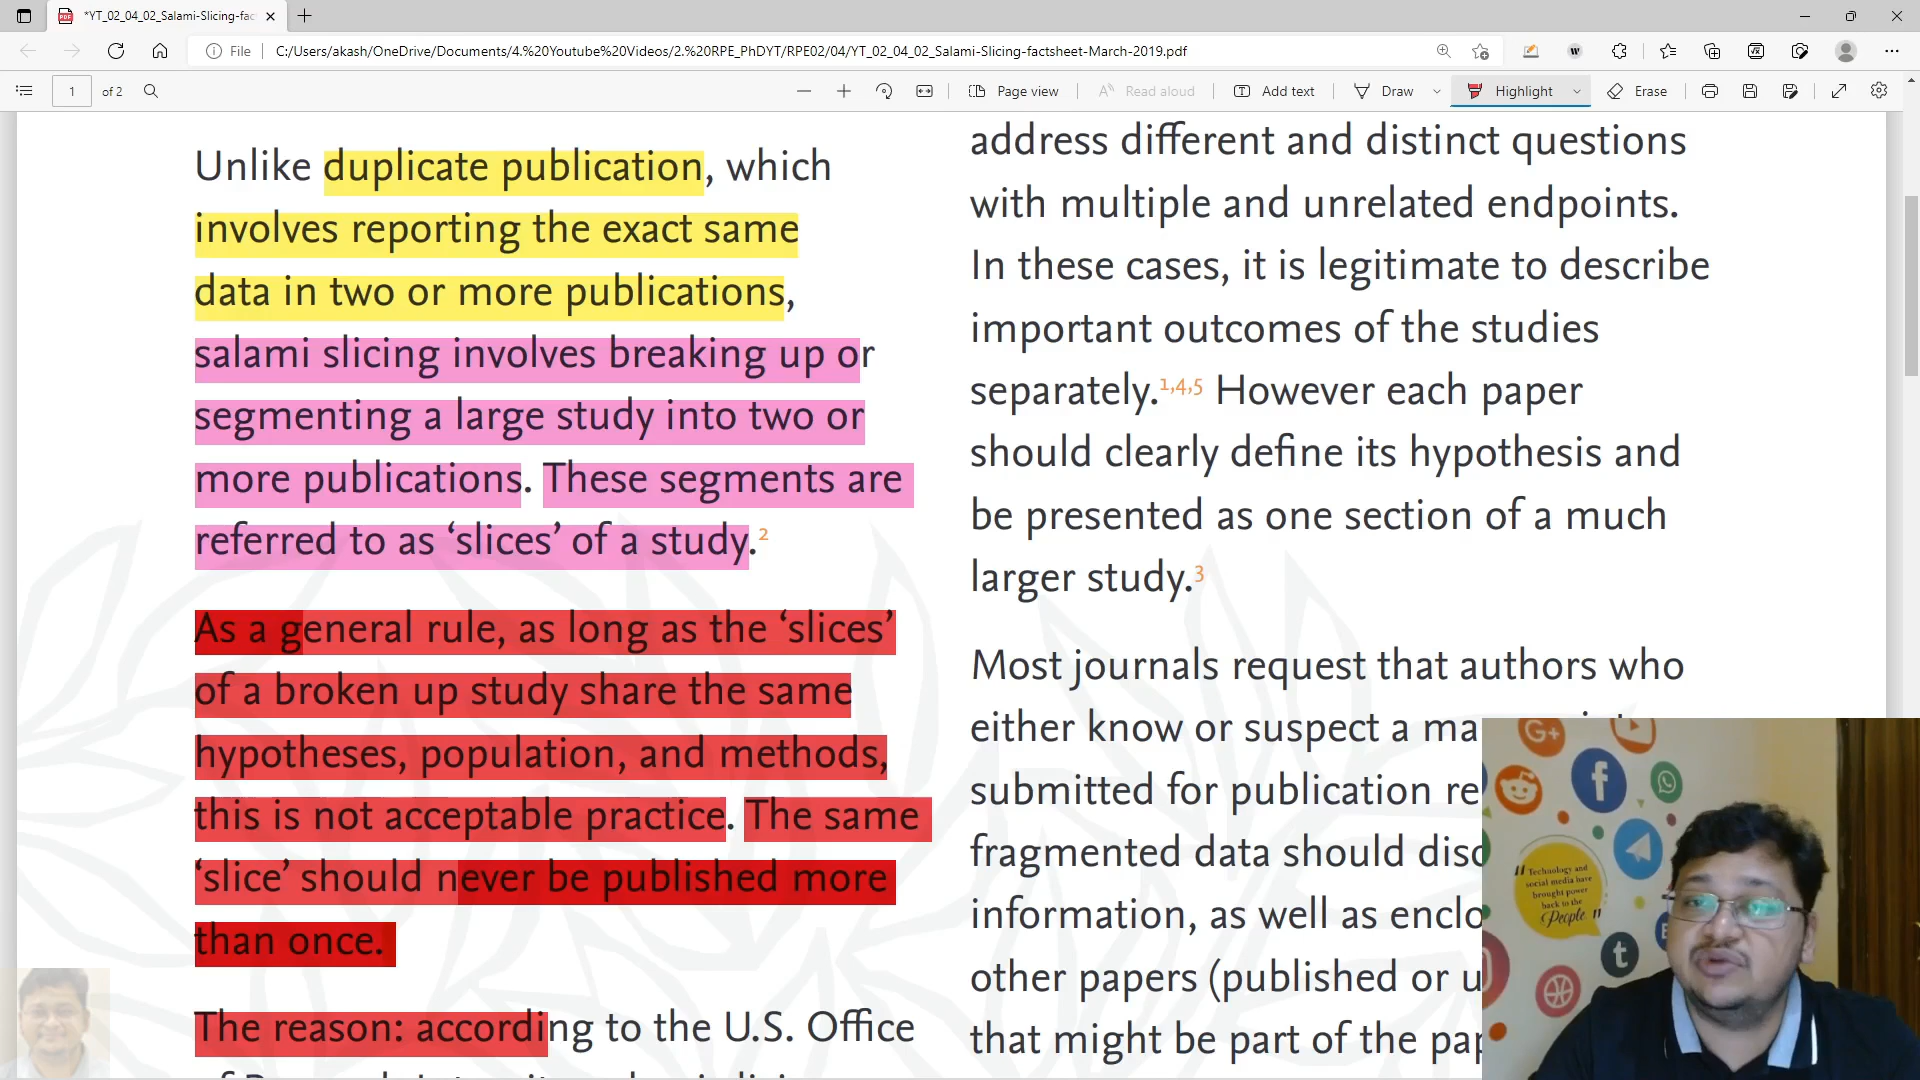 *YT_02_04_02_Salami-Slicing-fac
File
C:/Users/akash/OneDrive/Documents/4.%20Youtube%20Videos/2.%20RPE_PhDYT/RPE02/04/YT_02_04_02_Salami-Slicing-factsheet-March-2019.pdf
1 of 2
Page view
Read aloud
Add text
Draw
Highlight
Erase
Unlike duplicate publication, which
involves reporting the exact same
data in two or more publications,
salami slicing involves breaking up or
segmenting a large study into two or
more publications. These segments are
referred to as ‘slices’ of a study.2
As a general rule, as long as the ‘slices’
of a broken up study share the same
hypotheses, population, and methods,
this is not acceptable practice. The same
‘slice’ should never be published more
than once.
The reason: according to the U.S. Office
address different and distinct questions
with multiple and unrelated endpoints.
In these cases, it is legitimate to describe
important outcomes of the studies
separately.1,4,5 However each paper
should clearly define its hypothesis and
be presented as one section of a much
larger study.3
Most journals request that authors who
either know or suspect a ma
submitted for publication re
fragmented data should disc
information, as well as enclo
other papers (published or u
that might be part of the pap
"Technology and
social media have
brought power
back to the
People"